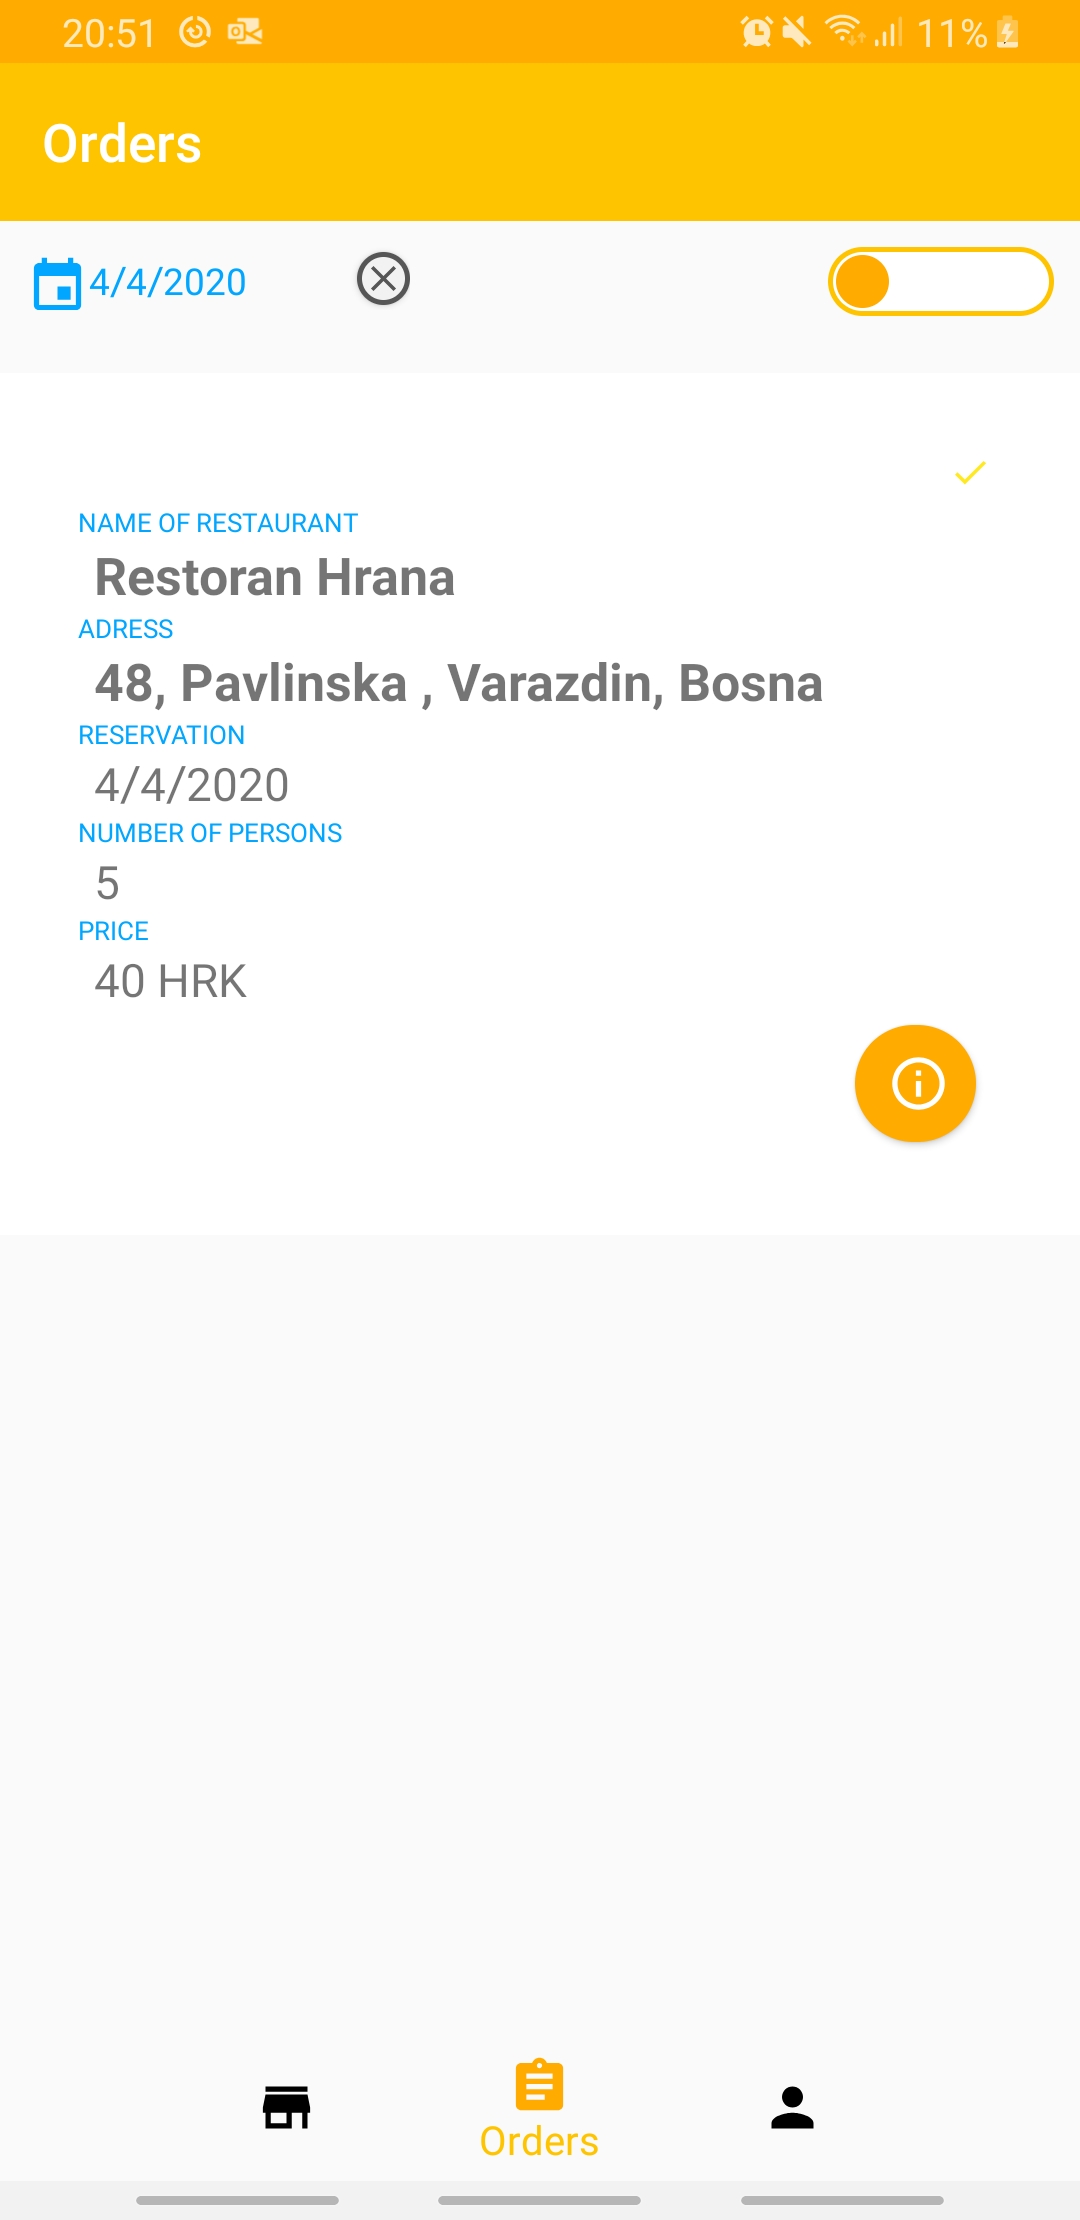 20:51 11%
Orders
4/4/2020
NAME OF RESTAURANT
Restoran Hrana
ADRESS
48, Pavlinska , Varazdin, Bosna
RESERVATION
4/4/2020
NUMBER OF PERSONS
5
PRICE
40 HRK
Orders